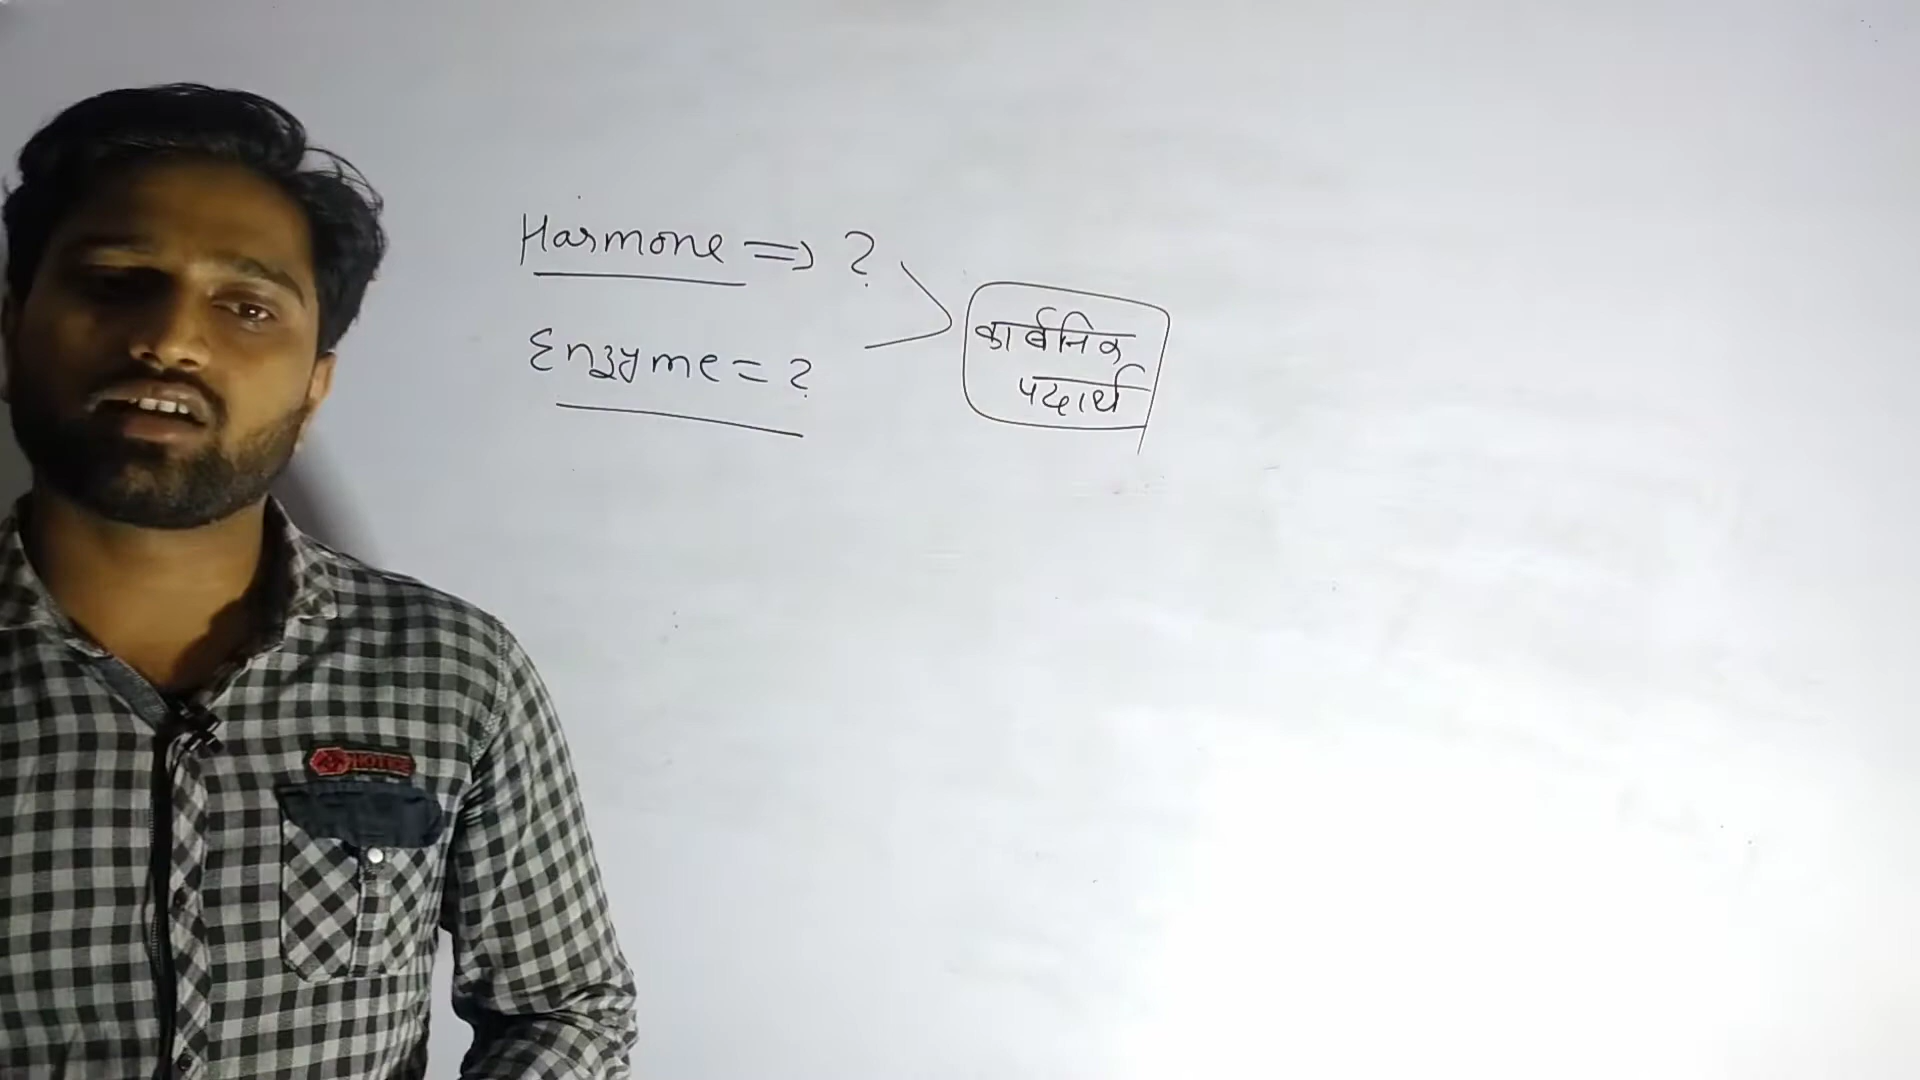 Harmone => ?
Enzyme = ?
कार्बनिक
पदार्थ